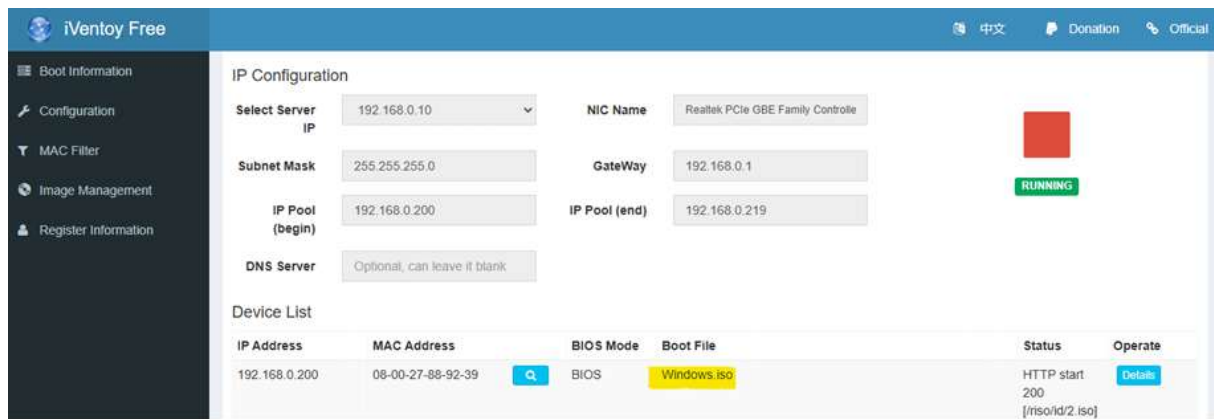 iVentoy Free
中文
Donation
Official
Boot Information
Configuration
MAC Filter
Image Management
Register Information
IP Configuration
Select Server IP
192.168.0.10
NIC Name
Realtek PCIe GBE Family Controlle
Subnet Mask
255.255.255.0
GateWay
192.168.0.1
RUNNING
IP Pool (begin)
192.168.0.200
IP Pool (end)
192.168.0.219
DNS Server
Optional, can leave it blank
Device List
IP Address MAC Address BIOS Mode Boot File Status Operate
192.168.0.200 08-00-27-88-92-39 BIOS Windows.iso HTTP start Details
200
[/riso/id/2.iso]